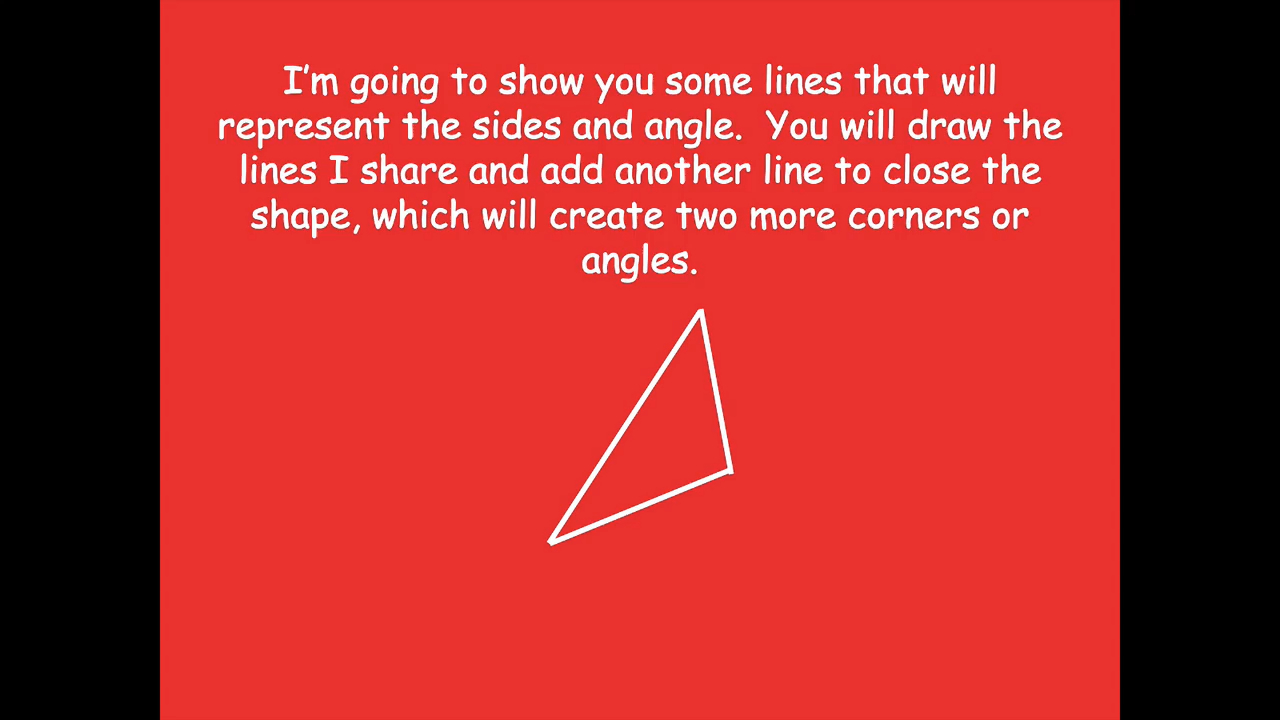 I'm going to show you some lines that will
represent the sides and angle.  You will draw the
lines I share and add another line to close the
shape, which will create two more corners or
angles.